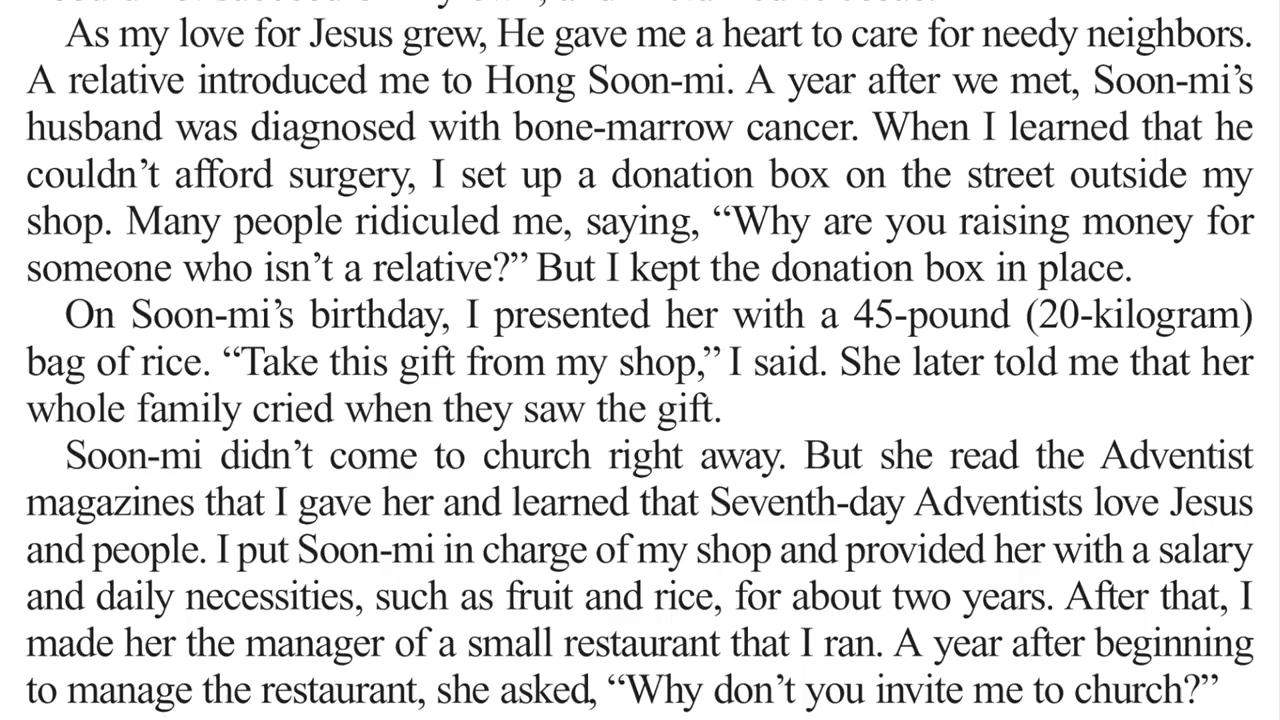 As my love for Jesus grew, He gave me a heart to care for needy neighbors.
A relative introduced me to Hong Soon-mi. A year after we met, Soon-mi’s
husband was diagnosed with bone-marrow cancer. When I learned that he
couldn’t afford surgery, I set up a donation box on the street outside my
shop. Many people ridiculed me, saying, “Why are you raising money for
someone who isn’t a relative?” But I kept the donation box in place.
On Soon-mi’s birthday, I presented her with a 45-pound (20-kilogram)
bag of rice. “Take this gift from my shop,” I said. She later told me that her
whole family cried when they saw the gift.
Soon-mi didn’t come to church right away. But she read the Adventist
magazines that I gave her and learned that Seventh-day Adventists love Jesus
and people. I put Soon-mi in charge of my shop and provided her with a salary
and daily necessities, such as fruit and rice, for about two years. After that, I
made her the manager of a small restaurant that I ran. A year after beginning
to manage the restaurant, she asked, “Why don’t you invite me to church?”